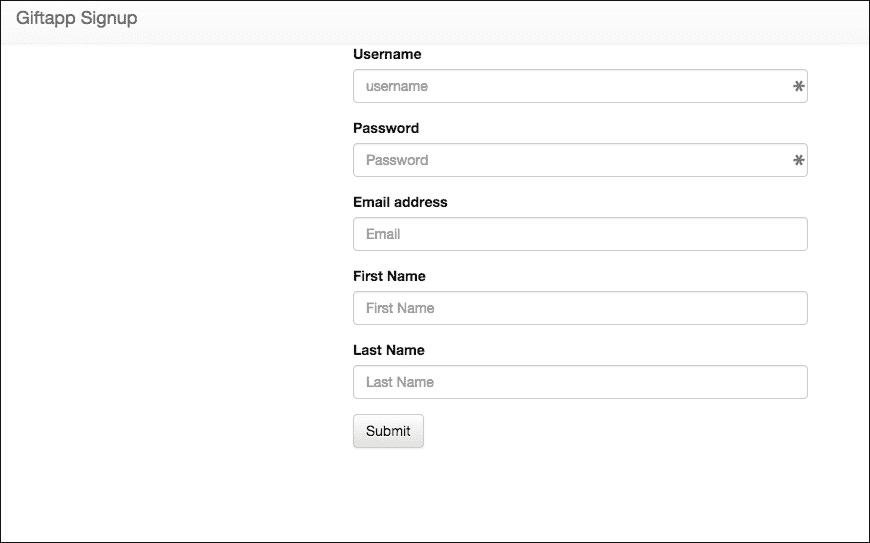 Giftapp Signup
Username
username
Password
Password
Email address
Email
First Name
First Name
Last Name
Last Name
Submit